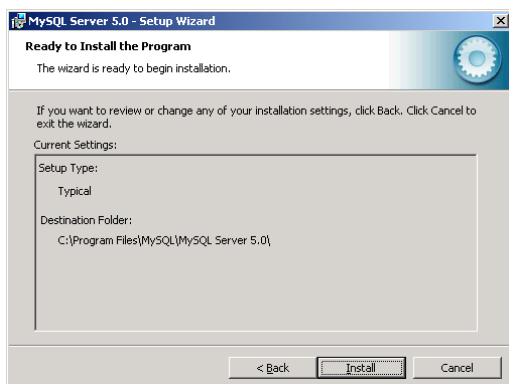 MySQL Server 5.0 - Setup Wizard
Ready to Install the Program
The wizard is ready to begin installation.
If you want to review or change any of your installation settings, click Back. Click Cancel to
exit the wizard.
Current Settings:
Setup Type:
Typical
Destination Folder:
C:\Program Files\MySQL\MySQL Server 5.0\
< Back
Install
Cancel